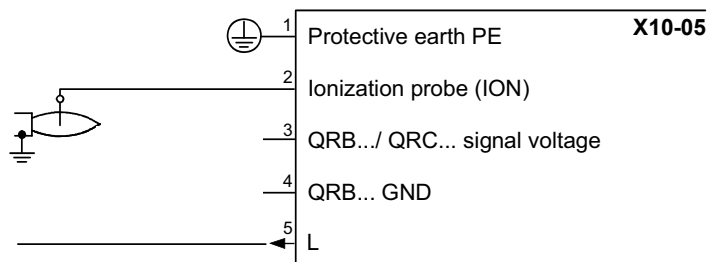 X10-05
1 Protective earth PE
2 Ionization probe (ION)
3 QRB.../ QRC... signal voltage
4 QRB... GND
5 L